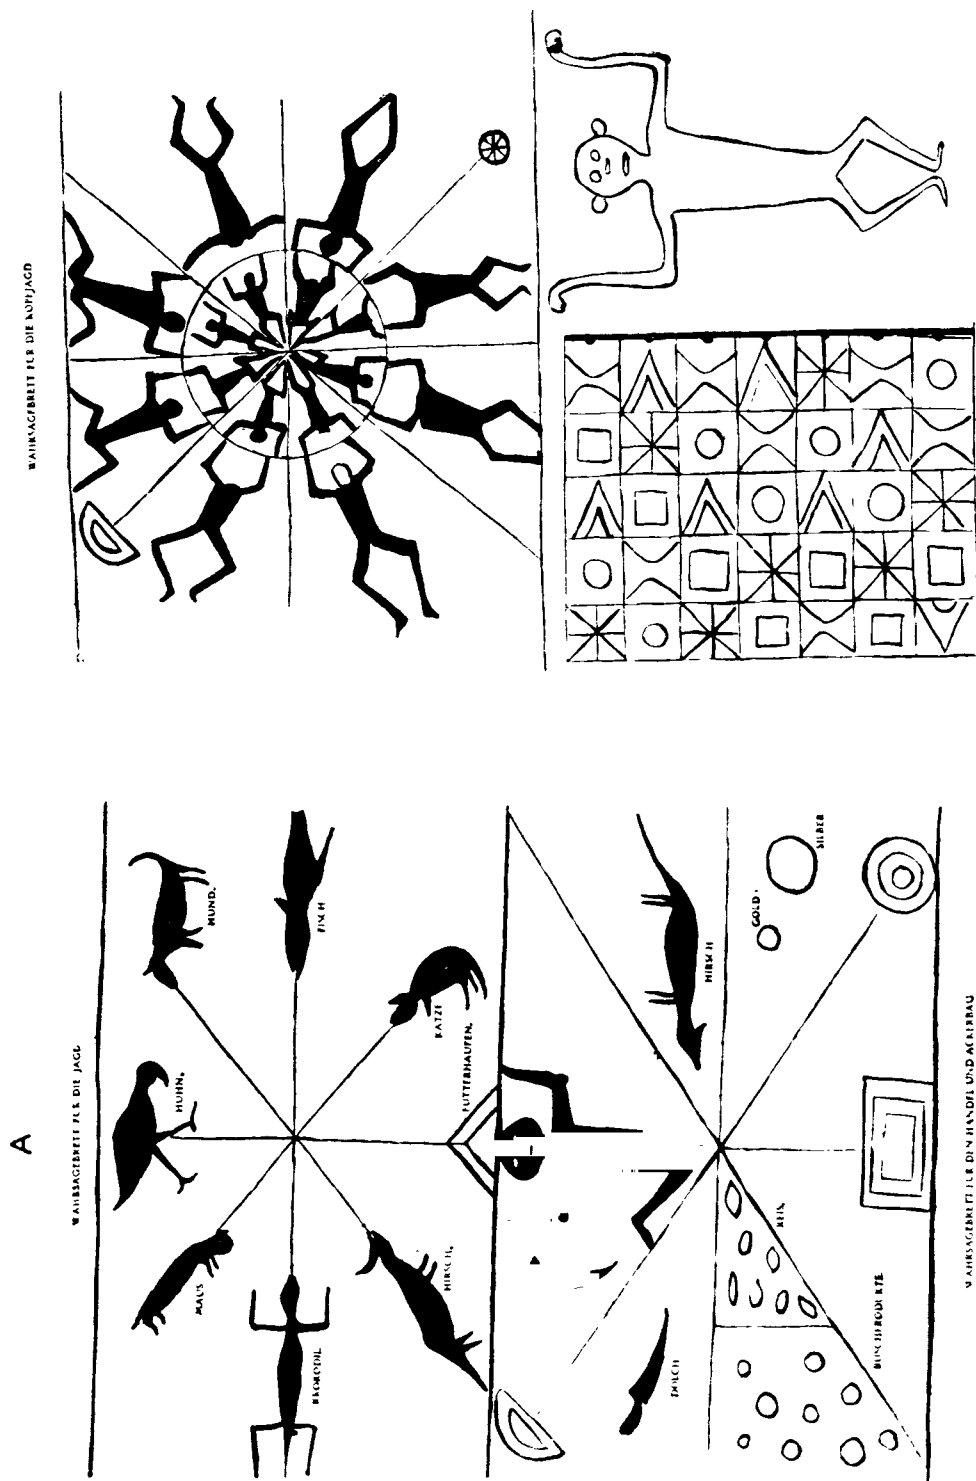 A
WAHRSAGEBRETT FÜR DIE JAGD
HUHN.
HUND.
MAUS
FISCH
KROKODIL
KATZE
HIRSCH.
FUTTERHAUFEN.
HIRSCH
DOLCH
GOLD.
SILBER
REIS.
BÜSCHERODERTE
WAHRSAGEBRETT FÜR DEN HANDEL UND ACKERBAU
WAHRSAGEBRETT FÜR DIE KOPFJAGD